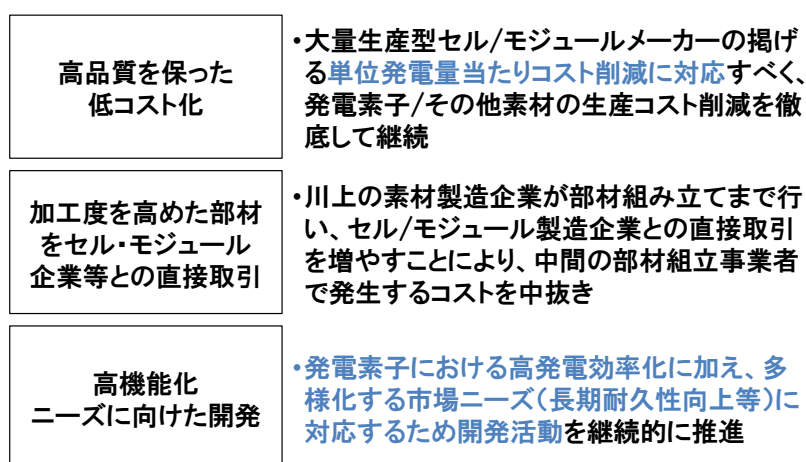 高品質を保った
低コスト化
・大量生産型セル/モジュールメーカーの掲げ
る単位発電量当たりコスト削減に対応すべく、
発電素子/その他素材の生産コスト削減を徹
底して継続
加工度を高めた部材
をセル・モジュール
企業等との直接取引
・川上の素材製造企業が部材組み立てまで行
い、セル/モジュール製造企業との直接取引
を増やすことにより、中間の部材組立事業者
で発生するコストを中抜き
高機能化
ニーズに向けた開発
・発電素子における高発電効率化に加え、多
様化する市場ニーズ（長期耐久性向上等）に
対応するため開発活動を継続的に推進